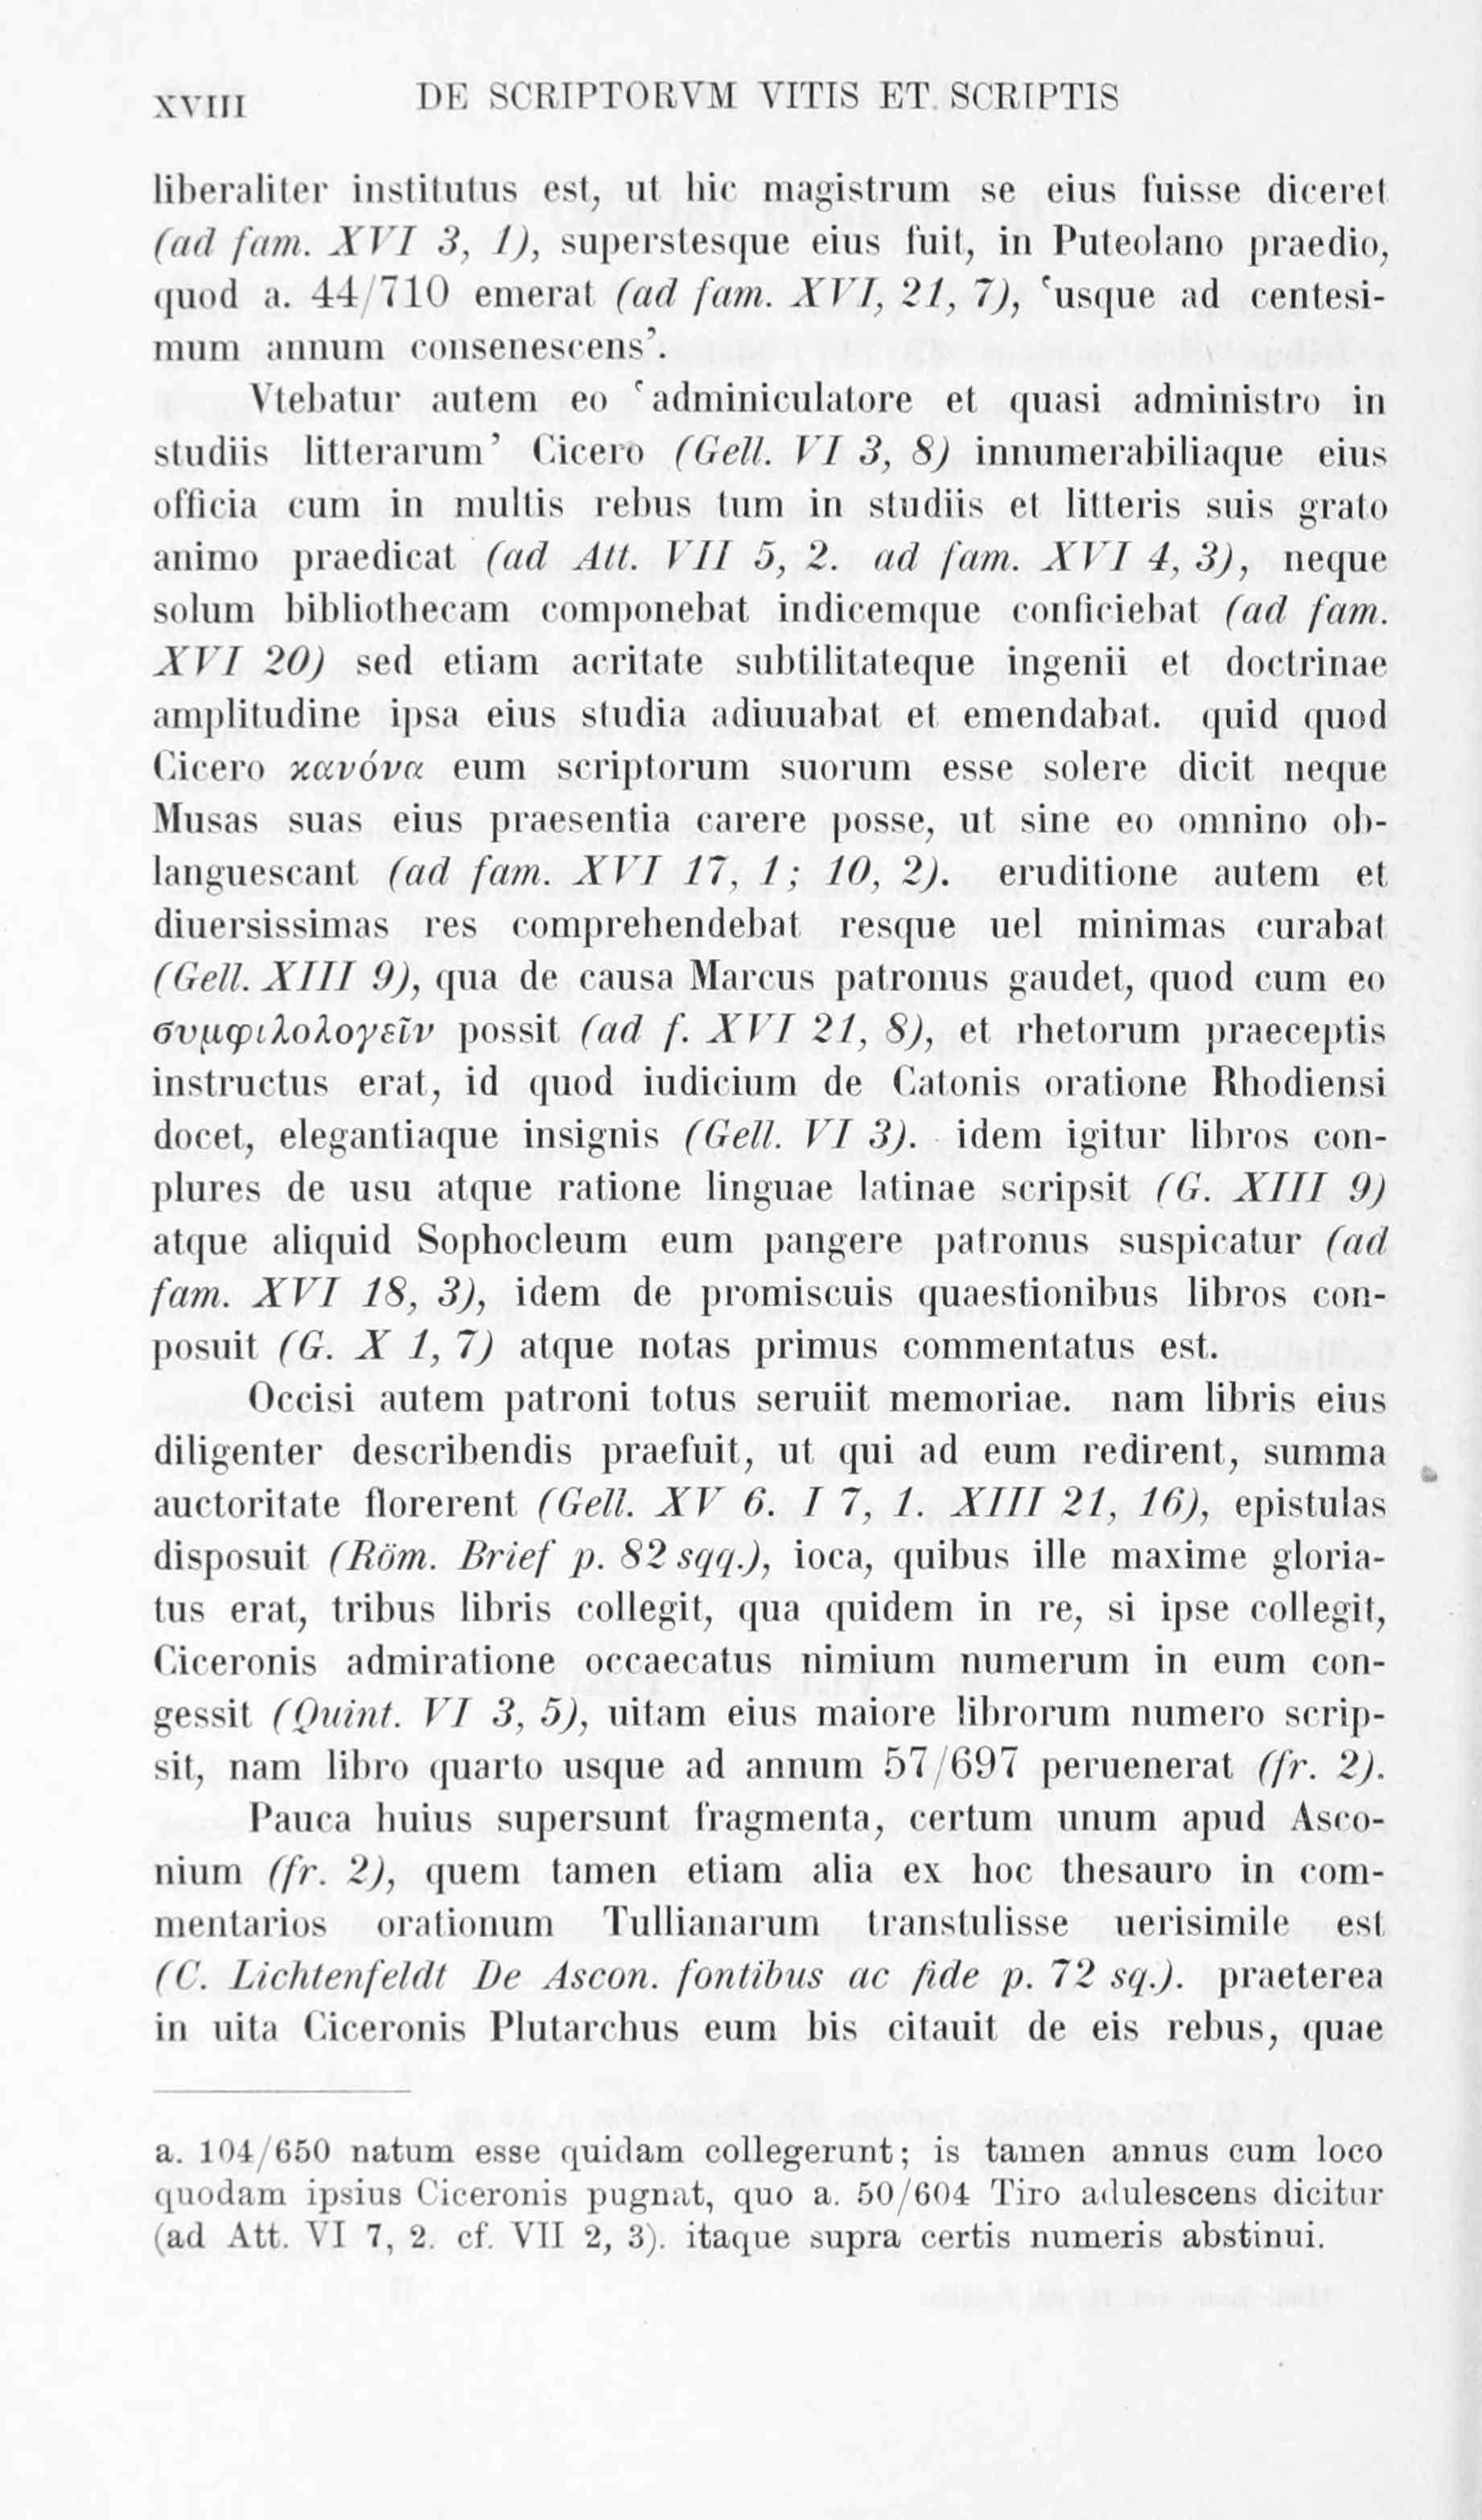 XVIII DE SCRIPTORVM VITIS ET SCRIPTIS
liberaliter institutus est, ut hic magistrum se eius fuisse diceret
(ad fam. XVI 3, 1), superstesque eius fuit, in Puteolano praedio,
quod a. 44/710 emerat (ad fam. XVI, 21, 7), ‘usque ad centesi-
mum annum consenescens’.
Vtebatur autem eo ‘adminiculatore et quasi administro in
studiis litterarum’ Cicero (Gell. VI 3, 8) innumerabiliaque eius
officia cum in multis rebus tum in studiis et litteris suis grato
animo praedicat (ad Att. VII 5, 2. ad fam. XVI 4, 3), neque
solum bibliothecam componebat indicemque conficiebat (ad fam.
XVI 20) sed etiam acritate subtilitateque ingenii et doctrinae
amplitudine ipsa eius studia adiuuabat et emendabat. quid quod
Cicero κανόνα eum scriptorum suorum esse solere dicit neque
Musas suas eius praesentia carere posse, ut sine eo omnino ob-
languescant (ad fam. XVI 17, 1; 10, 2). eruditione autem et
diuersissimas res comprehendebat resque uel minimas curabat
(Gell. XIII 9), qua de causa Marcus patronus gaudet, quod cum eo
συμφιλολογεῖν possit (ad f. XVI 21, 8), et rhetorum praeceptis
instructus erat, id quod iudicium de Catonis oratione Rhodiensi
docet, elegantiaque insignis (Gell. VI 3). idem igitur libros con-
plures de usu atque ratione linguae latinae scripsit (G. XIII 9)
atque aliquid Sophocleum eum pangere patronus suspicatur (ad
fam. XVI 18, 3), idem de promiscuis quaestionibus libros con-
posuit (G. X 1, 7) atque notas primus commentatus est.
Occisi autem patroni totus seruiit memoriae. nam libris eius
diligenter describendis praefuit, ut qui ad eum redirent, summa
auctoritate florerent (Gell. XV 6. I 7, 1. XIII 21, 16), epistulas
disposuit (Röm. Brief p. 82 sqq.), ioca, quibus ille maxime gloria-
tus erat, tribus libris collegit, qua quidem in re, si ipse collegit,
Ciceronis admiratione occaecatus nimium numerum in eum con-
gessit (Quint. VI 3, 5), uitam eius maiore librorum numero scrip-
sit, nam libro quarto usque ad annum 57/697 peruenerat (fr. 2).
Pauca huius supersunt fragmenta, certum unum apud Asco-
nium (fr. 2), quem tamen etiam alia ex hoc thesauro in com-
mentarios orationum Tullianarum transtulisse uerisimile est
(C. Lichtenfeldt De Ascon. fontibus ac fide p. 72 sq.). praeterea
in uita Ciceronis Plutarchus eum bis citauit de eis rebus, quae
a. 104/650 natum esse quidam collegerunt; is tamen annus cum loco
quodam ipsius Ciceronis pugnat, quo a. 50/604 Tiro adulescens dicitur
(ad Att. VI 7, 2. cf. VII 2, 3). itaque supra certis numeris abstinui.